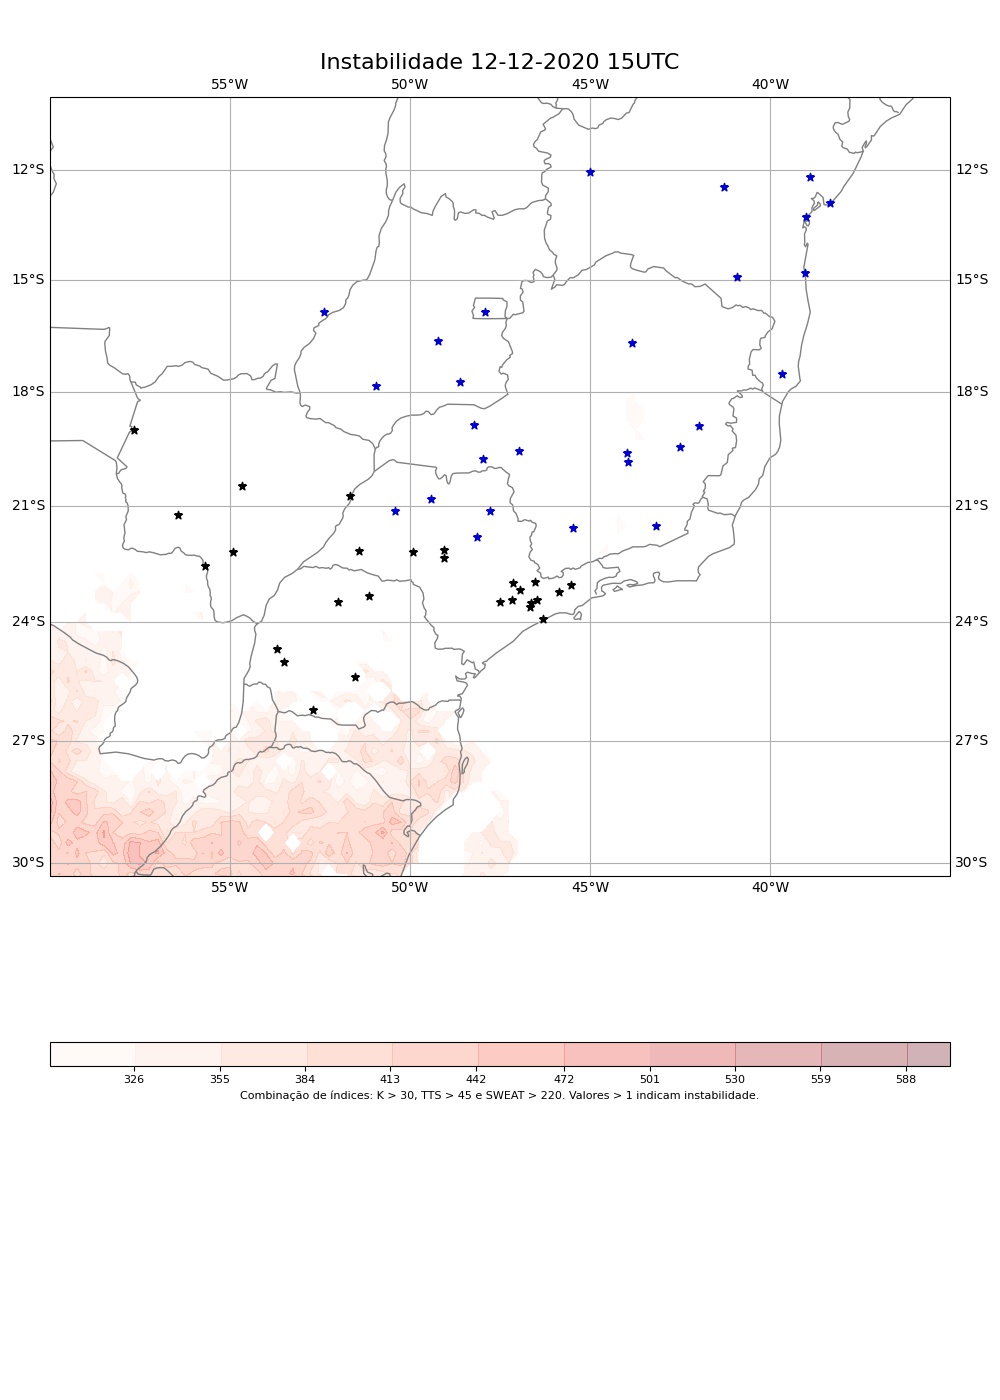 Instabilidade 12-12-2020 15UTC
55°W 50°W 45°W 40°W
12°S 12°S
15°S 15°S
18°S 18°S
21°S 21°S
24°S 24°S
27°S 27°S
30°S 30°S
55°W 50°W 45°W 40°W
326 355 384 413 442 472 501 530 559 588
Combinação de índices: K > 30, TTS > 45 e SWEAT > 220. Valores > 1 indicam instabilidade.